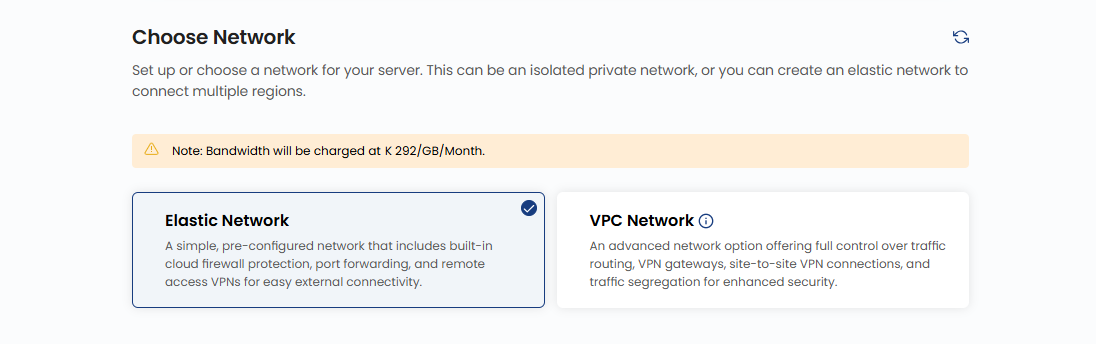 Choose Network
Set up or choose a network for your server. This can be an isolated private network, or you can create an elastic network to
connect multiple regions.
Note: Bandwidth will be charged at K 292/GB/Month.
Elastic Network
A simple, pre-configured network that includes built-in
cloud firewall protection, port forwarding, and remote
access VPNs for easy external connectivity.
VPC Network
An advanced network option offering full control over traffic
routing, VPN gateways, site-to-site VPN connections, and
traffic segregation for enhanced security.